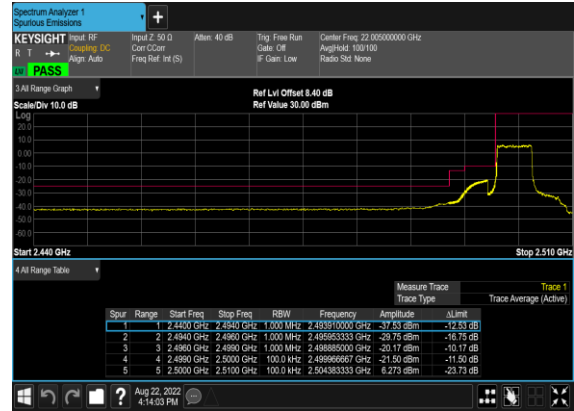 Spectrum Analyzer 1
Spurious Emissions
KEYSIGHT Input: RF Input Z: 50 Ω Atten: 40 dB Trig: Free Run Center Freq: 22.005000000 GHz
R T Coupling: DC Corr CCorr Gate: Off Avg|Hold: 100/100
Align: Auto Freq Ref: Int (S) IF Gain: Low Radio Std: None
PASS
3 All Range Graph
Ref Lvl Offset 8.40 dB
Scale/Div 10.0 dB Ref Value 30.00 dBm
Log
20.0
10.0
0.00
-10.0
-20.0
-30.0
-40.0
-50.0
-60.0
Start 2.440 GHz Stop 2.510 GHz
4 All Range Table
Measure Trace Trace 1
Trace Type Trace Average (Active)
Spur Range Start Freq Stop Freq RBW Frequency Amplitude ΔLimit
1 1 2.4400 GHz 2.4940 GHz 1.000 MHz 2.493910000 GHz -37.53 dBm -12.53 dB
2 2 2.4940 GHz 2.4960 GHz 1.000 MHz 2.495953333 GHz -29.75 dBm -16.75 dB
3 3 2.4960 GHz 2.4990 GHz 1.000 MHz 2.498885000 GHz -20.17 dBm -10.17 dB
4 4 2.4990 GHz 2.5000 GHz 100.0 kHz 2.499966667 GHz -21.50 dBm -11.50 dB
5 5 2.5000 GHz 2.5100 GHz 100.0 kHz 2.504383333 GHz 6.273 dBm -23.73 dB
Aug 22, 2022
4:14:03 PM